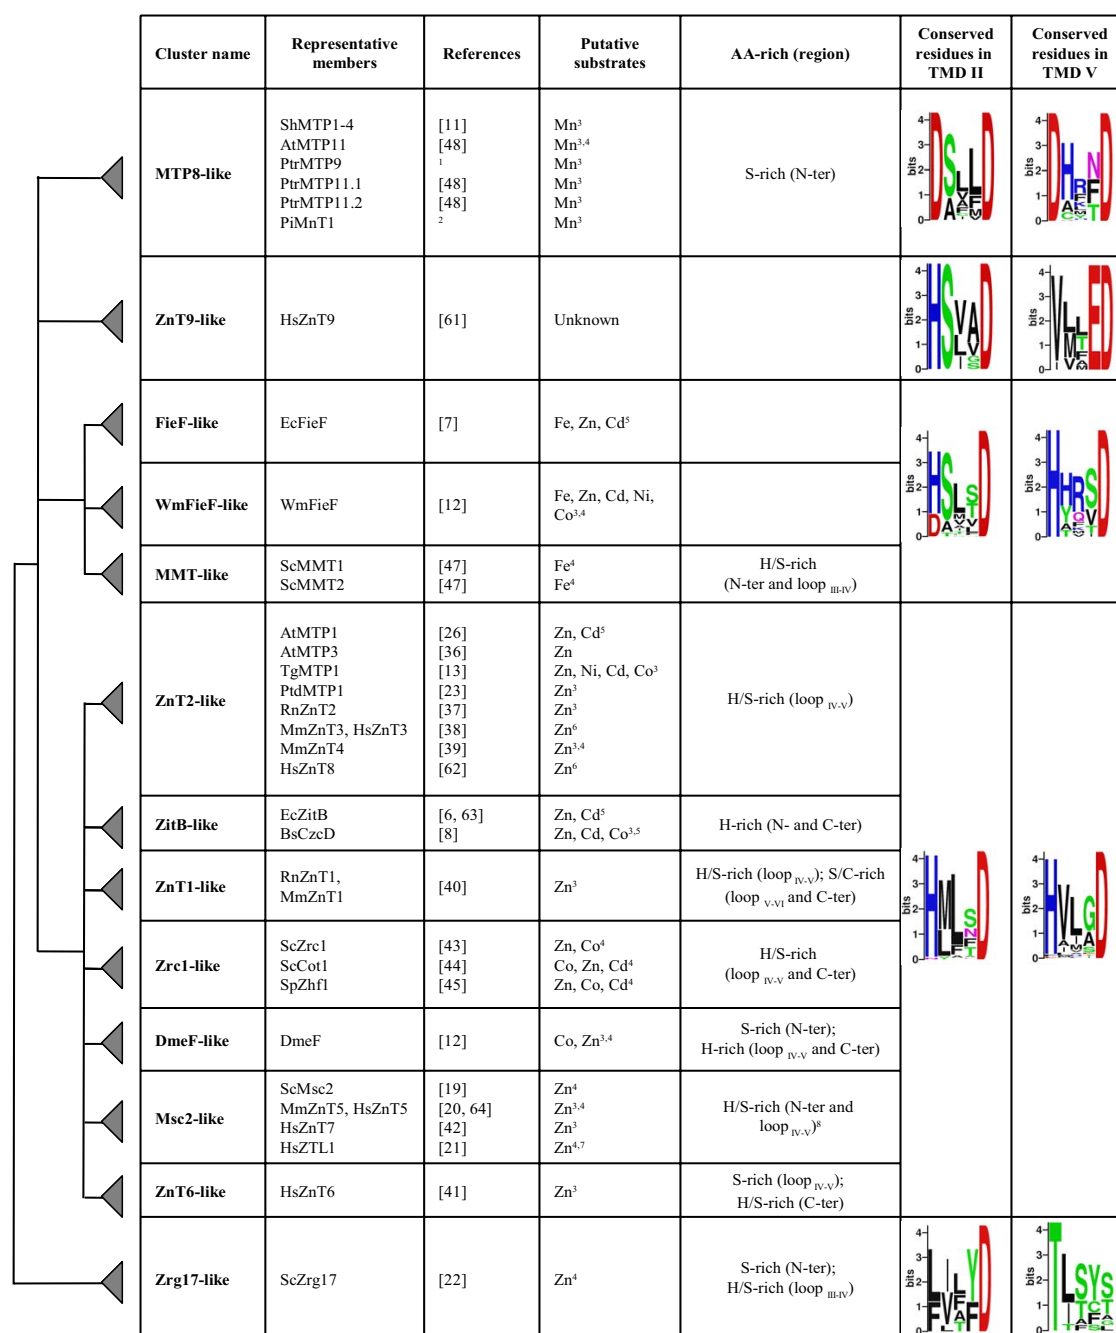 Cluster name
Representative members
References
Putative substrates
AA-rich (region)
Conserved residues in TMD II
Conserved residues in TMD V
MTP8-like
ShMTP1-4 [11] Mn³
AtMTP11 [48] Mn³,⁴
PtrMTP9 ¹ Mn³
PtrMTP11.1 [48] Mn³
PtrMTP11.2 [48] Mn³
PiMnT1 ² Mn³
S-rich (N-ter)
ZnT9-like
HsZnT9 [61] Unknown
FieF-like
EcFieF [7] Fe, Zn, Cd⁵
WmFieF-like
WmFieF [12] Fe, Zn, Cd, Ni,
Co³,⁴
MMT-like
ScMMT1 [47] Fe⁴
ScMMT2 [47] Fe⁴
H/S-rich
(N-ter and loop III-IV)
ZnT2-like
AtMTP1 [26] Zn, Cd⁵
AtMTP3 [36] Zn
TgMTP1 [13] Zn, Ni, Cd, Co³
PtdMTP1 [23] Zn³
RnZnT2 [37] Zn³
MmZnT3, HsZnT3 [38] Zn⁶
MmZnT4 [39] Zn³,⁴
HsZnT8 [62] Zn⁶
H/S-rich (loop IV-V)
ZitB-like
EcZitB [6, 63] Zn, Cd⁵
BsCzcD [8] Zn, Cd, Co³,⁵
H-rich (N- and C-ter)
ZnT1-like
RnZnT1,
MmZnT1
[40] Zn³
H/S-rich (loop IV-V); S/C-rich
(loop V-VI and C-ter)
Zrc1-like
ScZrc1 [43] Zn, Co⁴
ScCot1 [44] Co, Zn, Cd⁴
SpZhf1 [45] Zn, Co, Cd⁴
H/S-rich
(loop IV-V and C-ter)
DmeF-like
DmeF [12] Co, Zn³,⁴
S-rich (N-ter);
H-rich (loop IV-V and C-ter)
Msc2-like
ScMsc2 [19] Zn⁴
MmZnT5, HsZnT5 [20, 64] Zn³,⁴
HsZnT7 [42] Zn³
HsZTL1 [21] Zn⁴,⁷
H/S-rich (N-ter and
loop IV-V)⁸
ZnT6-like
HsZnT6 [41] Zn³
S-rich (loop IV-V);
H/S-rich (C-ter)
Zrg17-like
ScZrg17 [22] Zn⁴
S-rich (N-ter);
H/S-rich (loop III-IV)